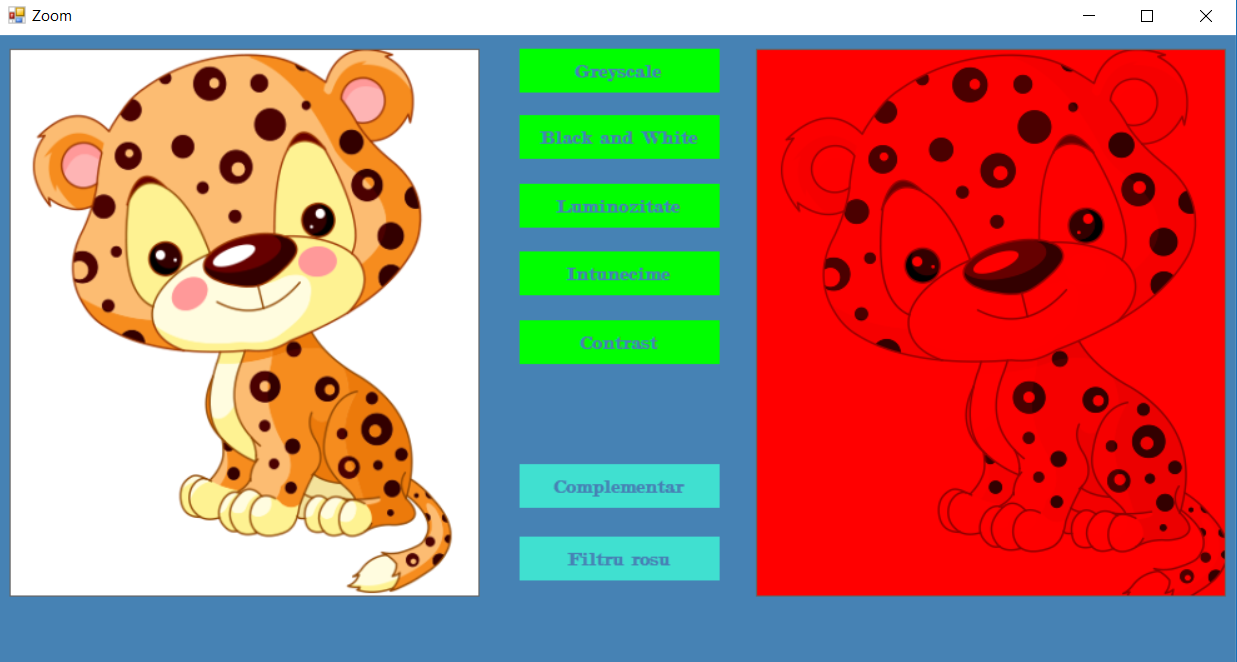 Zoom
Greyscale
Black and White
Luminozitate
Intunecime
Contrast
Complementar
Filtru rosu